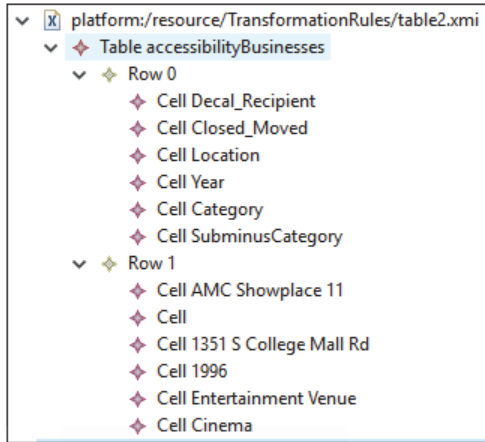 platform:/resource/TransformationRules/table2.xmi
Table accessibilityBusinesses
Row 0
Cell Decal_Recipient
Cell Closed_Moved
Cell Location
Cell Year
Cell Category
Cell SubminusCategory
Row 1
Cell AMC Showplace 11
Cell
Cell 1351 S College Mall Rd
Cell 1996
Cell Entertainment Venue
Cell Cinema